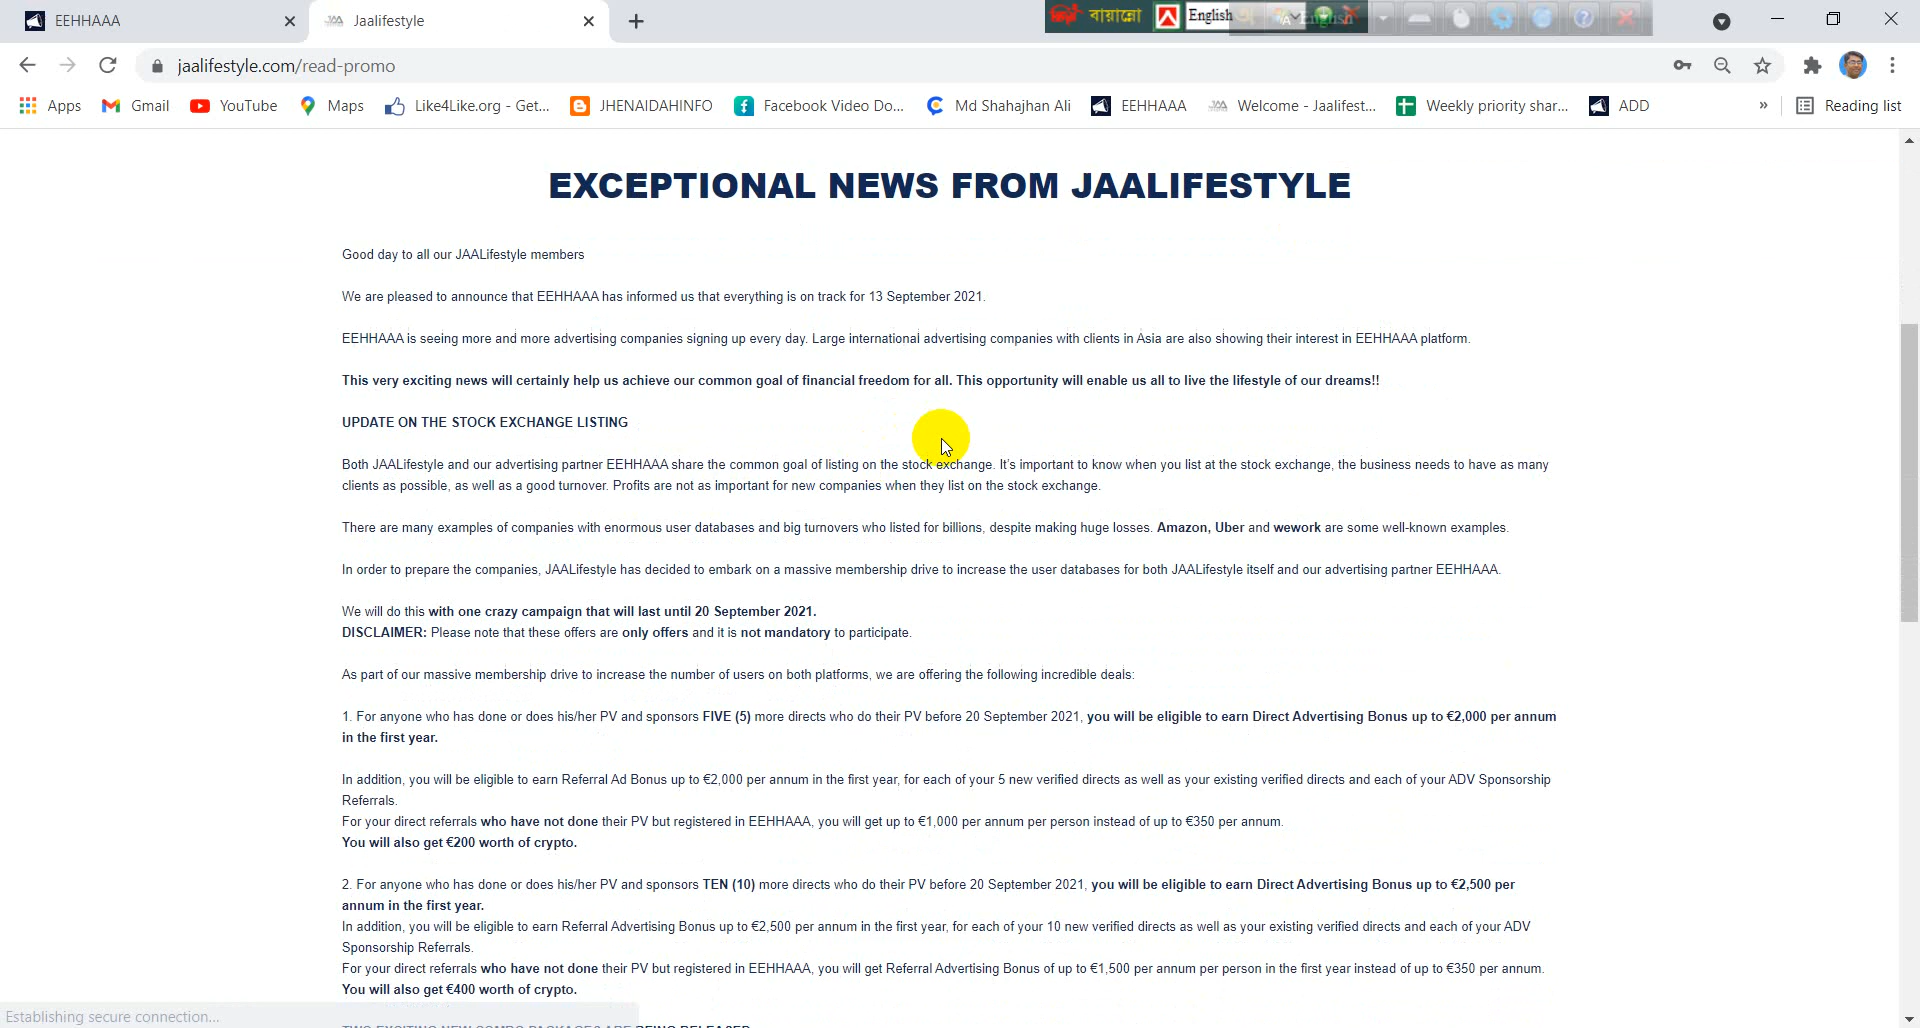 EEHHAAA
Jaalifestyle
বায়ান্নো
English
jaalifestyle.com/read-promo
Apps Gmail YouTube Maps Like4Like.org - Get... JHENAIDAHINFO Facebook Video Do... Md Shahajhan Ali EEHHAAA Welcome - Jaalifest... Weekly priority shar... ADD » Reading list
EXCEPTIONAL NEWS FROM JAALIFESTYLE
Good day to all our JAALifestyle members
We are pleased to announce that EEHHAAA has informed us that everything is on track for 13 September 2021.
EEHHAAA is seeing more and more advertising companies signing up every day. Large international advertising companies with clients in Asia are also showing their interest in EEHHAAA platform.
This very exciting news will certainly help us achieve our common goal of financial freedom for all. This opportunity will enable us all to live the lifestyle of our dreams!!
UPDATE ON THE STOCK EXCHANGE LISTING
Both JAALifestyle and our advertising partner EEHHAAA share the common goal of listing on the stock exchange. It's important to know when you list at the stock exchange, the business needs to have as many
clients as possible, as well as a good turnover. Profits are not as important for new companies when they list on the stock exchange.
There are many examples of companies with enormous user databases and big turnovers who listed for billions, despite making huge losses. Amazon, Uber and wework are some well-known examples.
In order to prepare the companies, JAALifestyle has decided to embark on a massive membership drive to increase the user databases for both JAALifestyle itself and our advertising partner EEHHAAA.
We will do this with one crazy campaign that will last until 20 September 2021.
DISCLAIMER: Please note that these offers are only offers and it is not mandatory to participate.
As part of our massive membership drive to increase the number of users on both platforms, we are offering the following incredible deals:
1. For anyone who has done or does his/her PV and sponsors FIVE (5) more directs who do their PV before 20 September 2021, you will be eligible to earn Direct Advertising Bonus up to €2,000 per annum
in the first year.
In addition, you will be eligible to earn Referral Ad Bonus up to €2,000 per annum in the first year, for each of your 5 new verified directs as well as your existing verified directs and each of your ADV Sponsorship
Referrals.
For your direct referrals who have not done their PV but registered in EEHHAAA, you will get up to €1,000 per annum per person instead of up to €350 per annum.
You will also get €200 worth of crypto.
2. For anyone who has done or does his/her PV and sponsors TEN (10) more directs who do their PV before 20 September 2021, you will be eligible to earn Direct Advertising Bonus up to €2,500 per
annum in the first year.
In addition, you will be eligible to earn Referral Advertising Bonus up to €2,500 per annum in the first year, for each of your 10 new verified directs as well as your existing verified directs and each of your ADV
Sponsorship Referrals.
For your direct referrals who have not done their PV but registered in EEHHAAA, you will get Referral Advertising Bonus of up to €1,500 per annum per person in the first year instead of up to €350 per annum.
You will also get €400 worth of crypto.
Establishing secure connection...
TWO EXCITING NEW COMBO PACKAGES ARE BEING RELEASED